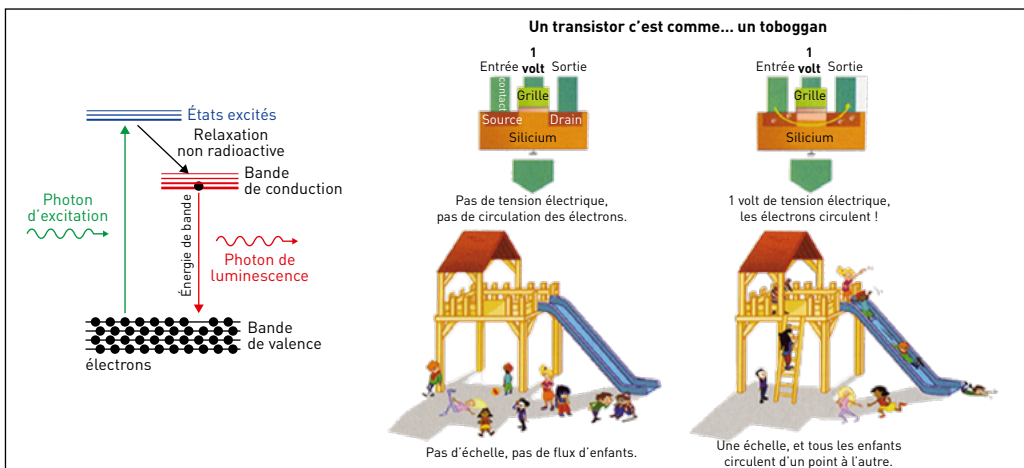 Un transistor c'est comme... un toboggan
États excités
Relaxation
non radioactive
Bande
de conduction
Photon
d'excitation
Énergie de bande
Photon de
luminescence
Bande
de valence
électrons
1
volt
Entrée
Sortie
contact
Grille
Source
Drain
Silicium
Pas de tension électrique,
pas de circulation des électrons.
1
volt
Entrée
Sortie
Grille
Silicium
1 volt de tension électrique,
les électrons circulent !
Pas d'échelle, pas de flux d'enfants.
Une échelle, et tous les enfants
circulent d'un point à l'autre.